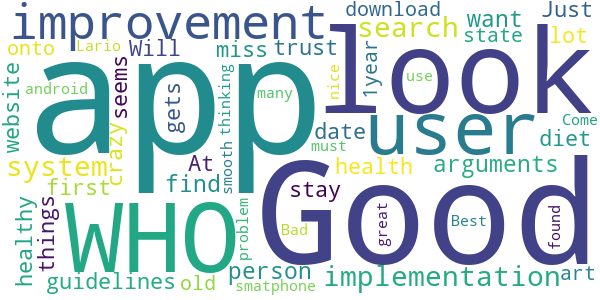 improvement
download
Just
search
want
state
lot
onto
Lario
Will
miss
trust
look
website
android
seems
app
gets
many
1year
nice
use
user
Come
diet
crazy
smooth
thinking
date
must
system
At
find
health
arguments
first
stay
healthy
things
WHO
Good
problem
Bad
great
Best
found
guidelines
old
person
smatphone
implementation
art